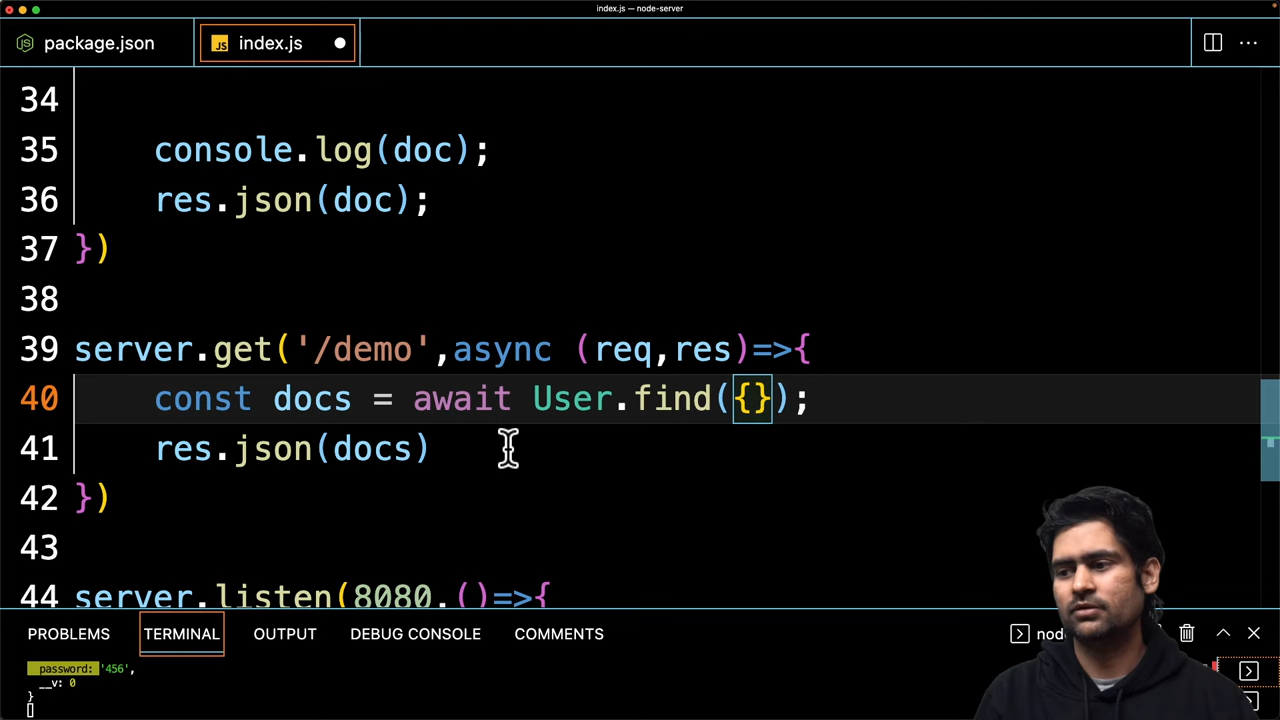 index.js — node-server
package.json
JS index.js
34
35 console.log(doc);
36 res.json(doc);
37 })
38
39 server.get('/demo',async (req,res)=>{
40 const docs = await User.find({});
41 res.json(docs)
42 })
43
44 server.listen(8080,()=>{
PROBLEMS TERMINAL OUTPUT DEBUG CONSOLE COMMENTS
password: '456',
__v: 0
}